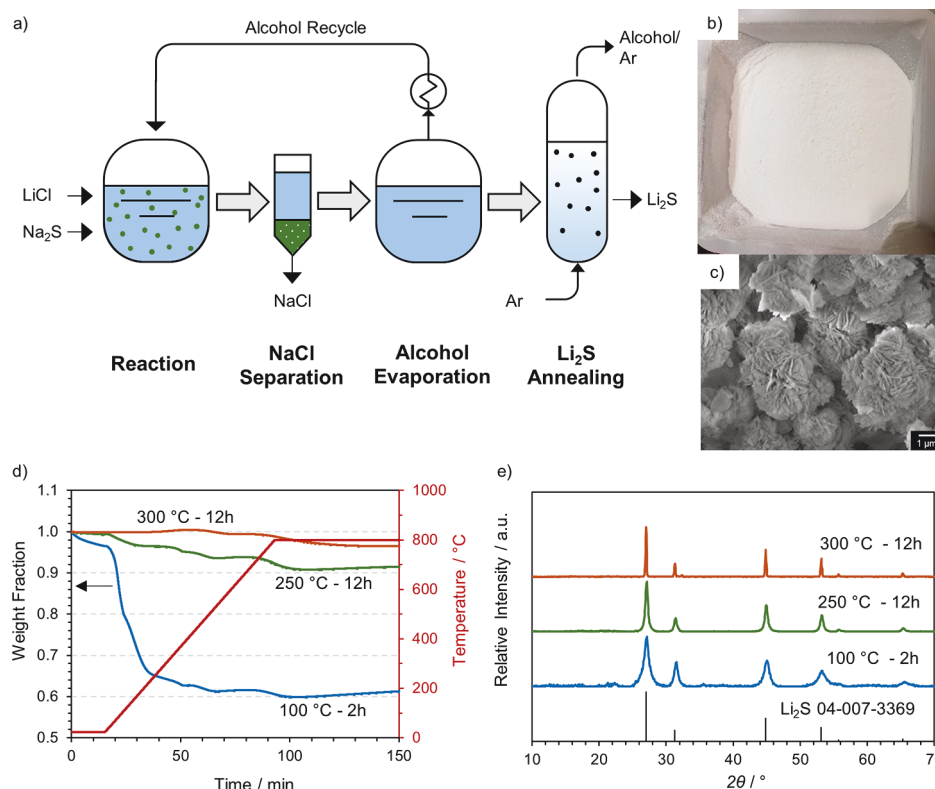 a)
Alcohol Recycle
Alcohol/
Ar
LiCl
Na₂S
Li₂S
NaCl
Ar
Reaction
NaCl
Separation
Alcohol
Evaporation
Li₂S
Annealing
b)
c)
1 µm
d)
1.1
1.0
0.9
0.8
0.7
0.6
0.5
Weight Fraction
300 °C - 12h
250 °C - 12h
100 °C - 2h
1000
800
600
400
200
0
Temperature / °C
0
50
100
150
Time / min
e)
Relative Intensity / a.u.
300 °C - 12h
250 °C - 12h
100 °C - 2h
Li₂S 04-007-3369
10
20
30
40
50
60
70
2θ / °